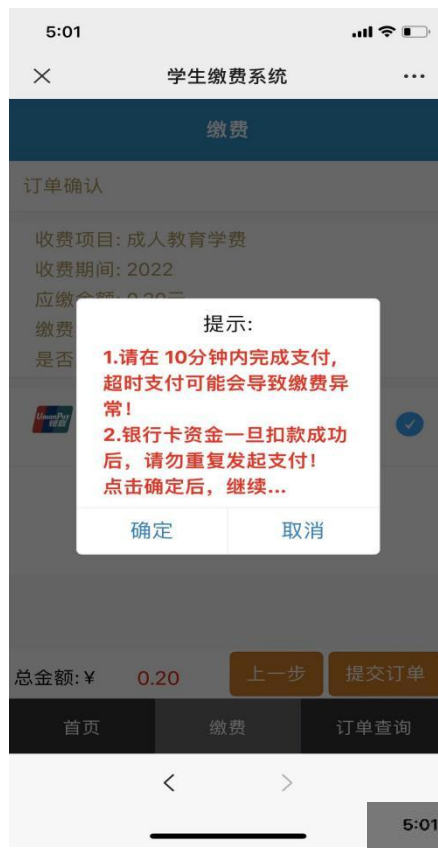 5:01
学生缴费系统
缴费
订单确认
收费项目: 成人教育学费
收费期间: 2022
应缴金额: 0.20元
缴费
是否
提示:
1.请在 10分钟内完成支付,
超时支付可能会导致缴费异
常!
2.银行卡资金一旦扣款成功
后，请勿重复发起支付!
点击确定后，继续...
UnionPay
银联
确定
取消
总金额:¥ 0.20
上一步
提交订单
首页
缴费
订单查询
5:01